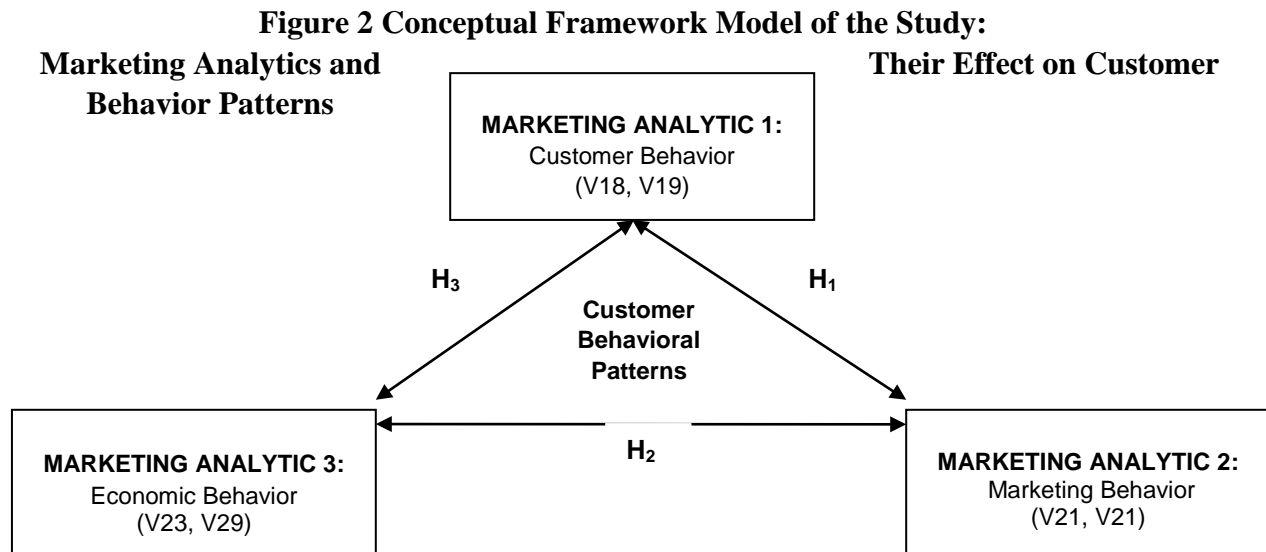 Figure 2 Conceptual Framework Model of the Study:
Marketing Analytics and
Behavior Patterns
Their Effect on Customer
MARKETING ANALYTIC 1:
Customer Behavior
(V18, V19)
H₃
H₁
Customer
Behavioral
Patterns
H₂
MARKETING ANALYTIC 3:
Economic Behavior
(V23, V29)
MARKETING ANALYTIC 2:
Marketing Behavior
(V21, V21)